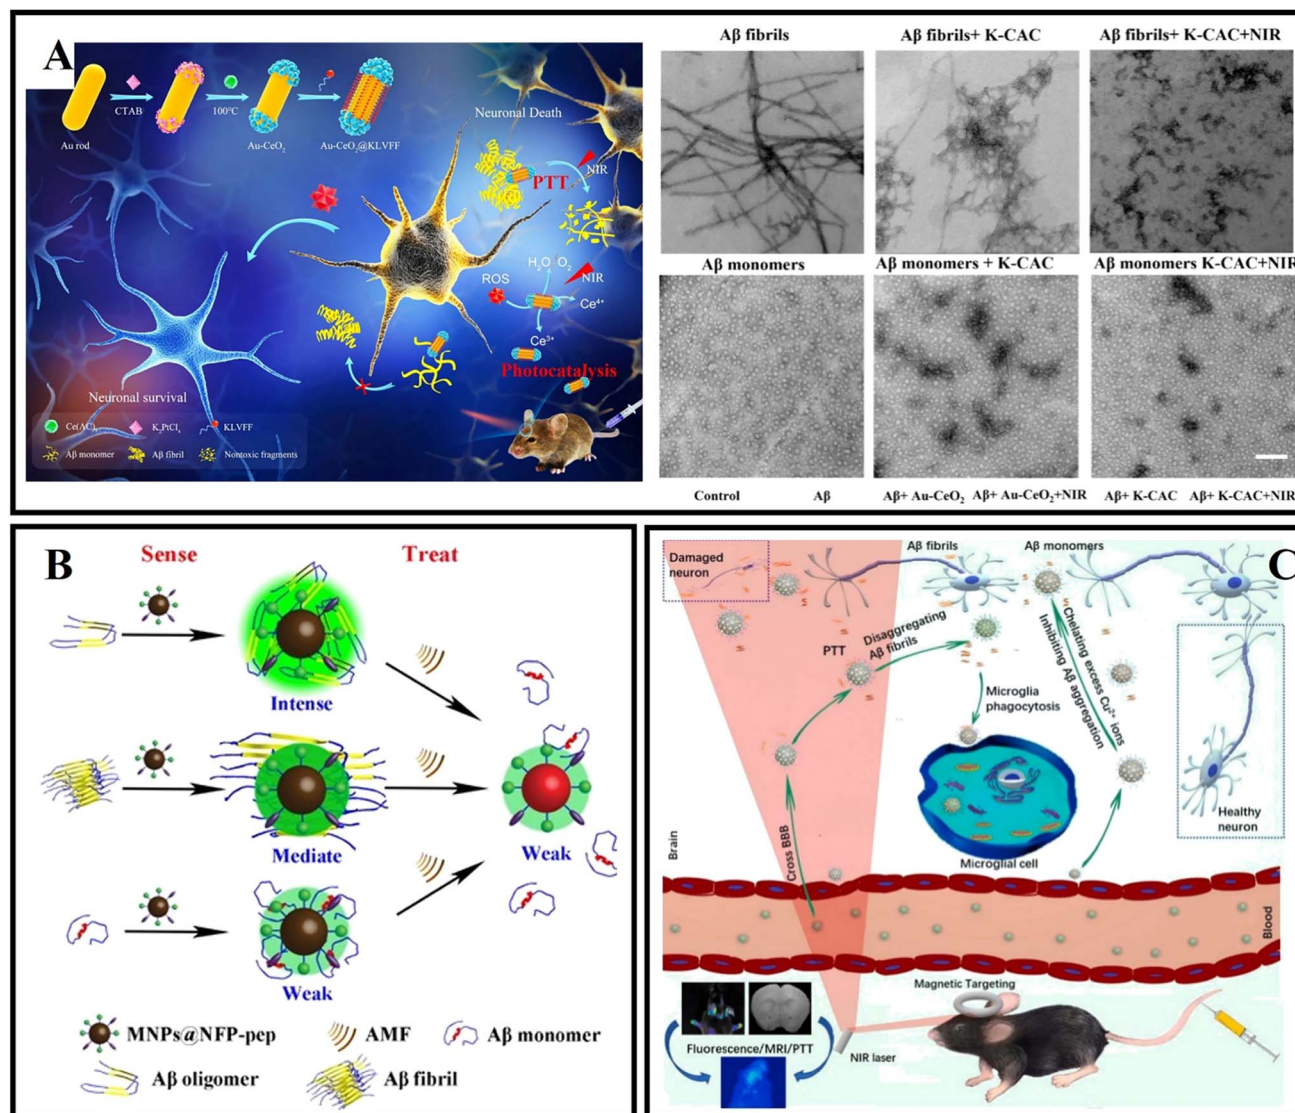 A
Au rod
CTAB
100°C
Au-CeO₂
Au-CeO₂@KLVFF
Neuronal Death
NIR
PTT
H₂O O₂
ROS
NIR
Ce⁴⁺
Ce³⁺
Photocatalysis
Neuronal survival
KLVFF
Aβ monomer
Aβ fibril
Nontoxic fragments
Aβ fibrils
Aβ fibrils+ K-CAC
Aβ fibrils+ K-CAC+NIR
Aβ monomers
Aβ monomers + K-CAC
Aβ monomers K-CAC+NIR
Control
Aβ
Aβ+ Au-CeO₂
Aβ+ Au-CeO₂+NIR
Aβ+ K-CAC
Aβ+ K-CAC+NIR
B
Sense
Treat
Intense
Mediate
Weak
Weak
MNPs@NFP-pep
AMF
Aβ monomer
Aβ oligomer
Aβ fibril
C
Damaged
neuron
Aβ fibrils
Aβ monomers
PTT
Disaggregating
Aβ fibrils
Microglia
phagocytosis
Chelating excess Cu²⁺ ions
Inhibiting Aβ aggregation
Healthy
neuron
Microglial cell
Brain
Cross BBB
Blood
Magnetic Targeting
Fluorescence/MRI/PTT
NIR laser